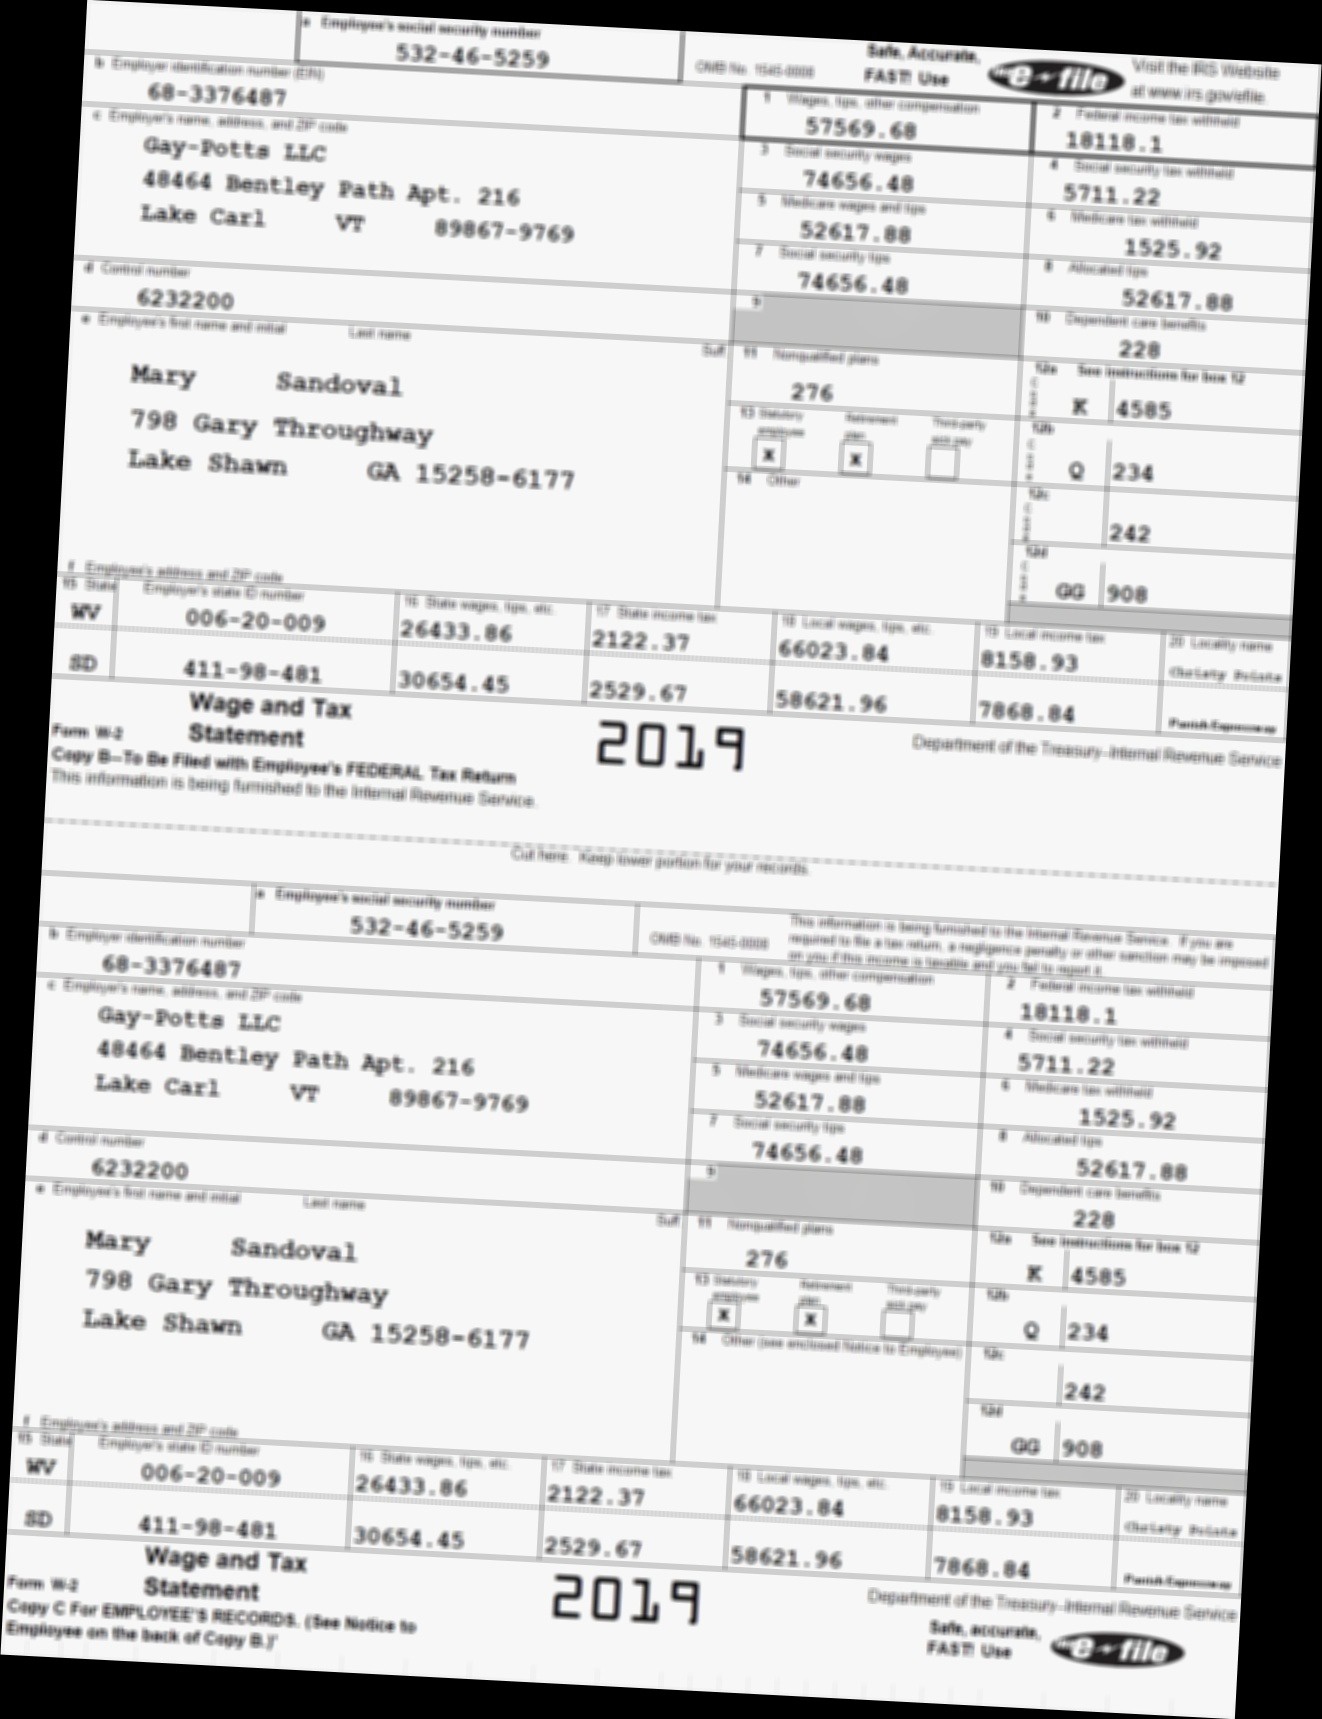 a Employee's social security number
532-46-5259
OMB No. 1545-0008
Safe, Accurate,
FAST! Use
e file
Visit the IRS Website
at www.irs.gov/efile.
b Employer identification number (EIN)
68-3376487
1 Wages, tips, other compensation
57569.68
2 Federal income tax withheld
18118.1
c Employer's name, address, and ZIP code
Gay-Potts LLC
48464 Bentley Path Apt. 216
Lake Carl VT 89867-9769
3 Social security wages
74656.48
4 Social security tax withheld
5711.22
5 Medicare wages and tips
52617.88
6 Medicare tax withheld
1525.92
7 Social security tips
74656.48
8 Allocated tips
52617.88
d Control number
6232200
9
10 Dependent care benefits
228
e Employee's first name and initial Last name Suff.
Mary Sandoval
798 Gary Throughway
Lake Shawn GA 15258-6177
11 Nonqualified plans
276
12a See instructions for box 12
K 4585
13 Statutory employee
Retirement plan
Third-party sick pay
X X
12b
Q 234
14 Other
12c
242
12d
GG 908
f Employee's address and ZIP code
15 State Employer's state ID number 16 State wages, tips, etc. 17 State income tax 18 Local wages, tips, etc. 19 Local income tax 20 Locality name
WV 006-20-009 26433.86 2122.37 66023.84 8158.93
SD 411-98-481 30654.45 2529.67 58621.96 7868.84
Form W-2
Wage and Tax
Statement
2019
Department of the Treasury–Internal Revenue Service
Copy B—To Be Filed with Employee's FEDERAL Tax Return
This information is being furnished to the Internal Revenue Service.
Cut here. Keep lower portion for your records.
a Employee's social security number
532-46-5259
OMB No. 1545-0008
This information is being furnished to the Internal Revenue Service. If you are
required to file a tax return, a negligence penalty or other sanction may be imposed
on you if this income is taxable and you fail to report it.
b Employer identification number
68-3376487
1 Wages, tips, other compensation
57569.68
2 Federal income tax withheld
18118.1
c Employer's name, address, and ZIP code
Gay-Potts LLC
48464 Bentley Path Apt. 216
Lake Carl VT 89867-9769
3 Social security wages
74656.48
4 Social security tax withheld
5711.22
5 Medicare wages and tips
52617.88
6 Medicare tax withheld
1525.92
7 Social security tips
74656.48
8 Allocated tips
52617.88
d Control number
6232200
9
10 Dependent care benefits
228
e Employee's first name and initial Last name Suff.
Mary Sandoval
798 Gary Throughway
Lake Shawn GA 15258-6177
11 Nonqualified plans
276
12a See instructions for box 12
K 4585
13 Statutory employee
Retirement plan
Third-party sick pay
X X
12b
Q 234
14 Other (see enclosed Notice to Employee)
12c
242
12d
GG 908
f Employee's address and ZIP code
15 State Employer's state ID number 16 State wages, tips, etc. 17 State income tax 18 Local wages, tips, etc. 19 Local income tax 20 Locality name
WV 006-20-009 26433.86 2122.37 66023.84 8158.93
SD 411-98-481 30654.45 2529.67 58621.96 7868.84
Form W-2
Wage and Tax
Statement
2019
Department of the Treasury–Internal Revenue Service
Copy C For EMPLOYEE'S RECORDS. (See Notice to
Employee on the back of Copy B.)
Safe, accurate,
FAST! Use
e file